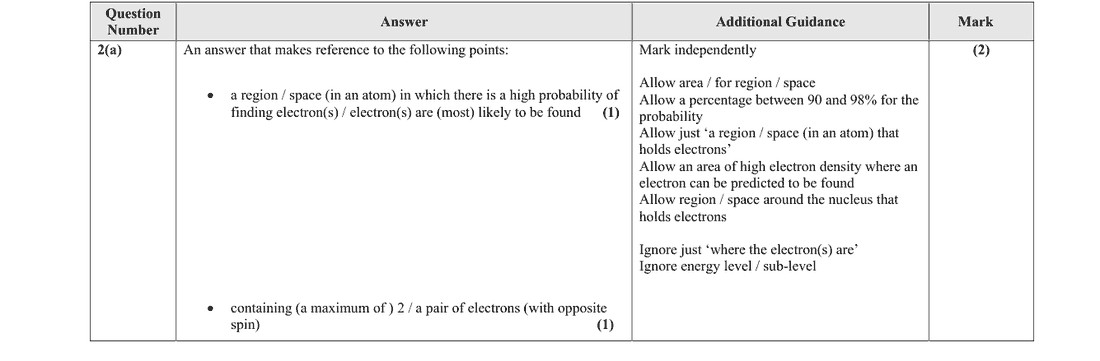 Question
Number
Answer
Additional Guidance
Mark
2(a)
An answer that makes reference to the following points:
• a region / space (in an atom) in which there is a high probability of
finding electron(s) / electron(s) are (most) likely to be found (1)
• containing (a maximum of ) 2 / a pair of electrons (with opposite
spin) (1)
Mark independently
Allow area / for region / space
Allow a percentage between 90 and 98% for the
probability
Allow just ‘a region / space (in an atom) that
holds electrons’
Allow an area of high electron density where an
electron can be predicted to be found
Allow region / space around the nucleus that
holds electrons
Ignore just ‘where the electron(s) are’
Ignore energy level / sub-level
(2)